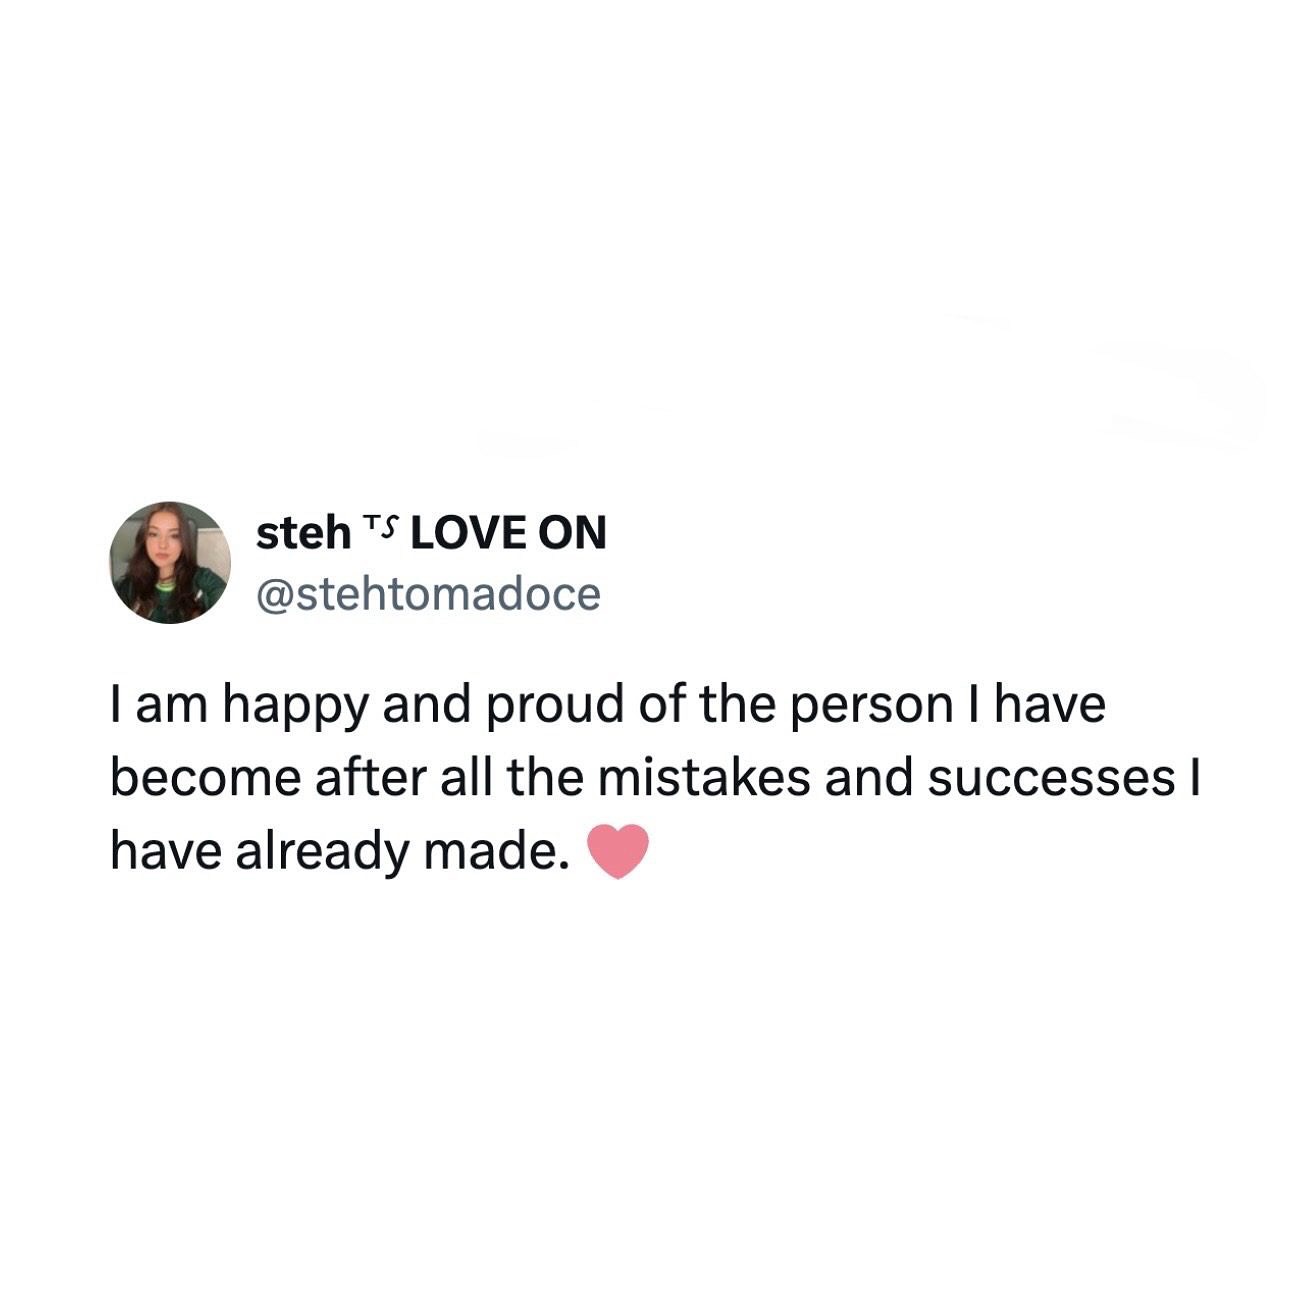 steh ᵀᔆ LOVE ON
@stehtomadoce
I am happy and proud of the person I have
become after all the mistakes and successes I
have already made. 🩷